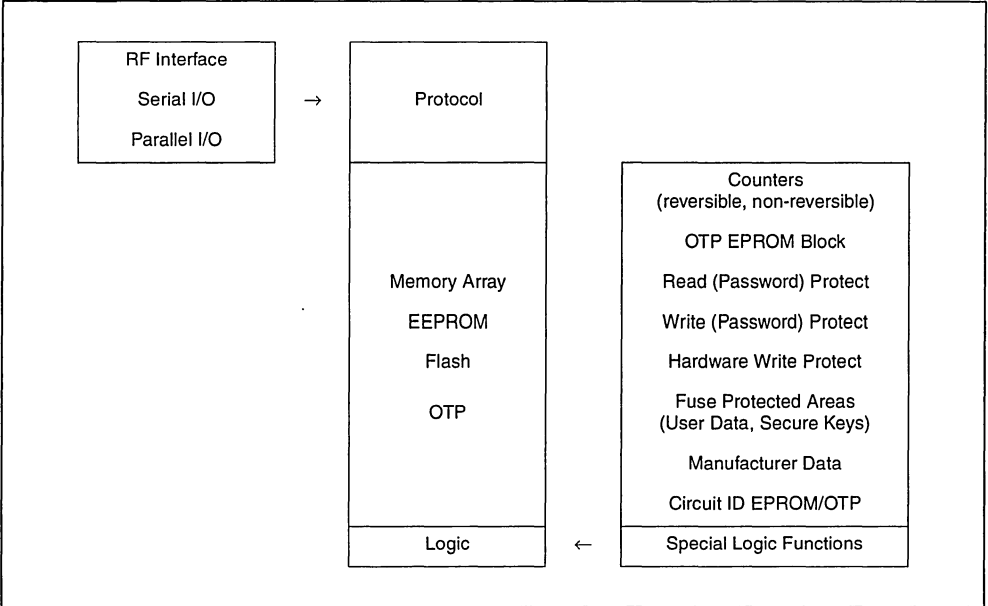 RF Interface
Serial I/O
Parallel I/O
→
Protocol
Memory Array
EEPROM
Flash
OTP
Logic
←
Counters
(reversible, non-reversible)
OTP EPROM Block
Read (Password) Protect
Write (Password) Protect
Hardware Write Protect
Fuse Protected Areas
(User Data, Secure Keys)
Manufacturer Data
Circuit ID EPROM/OTP
Special Logic Functions